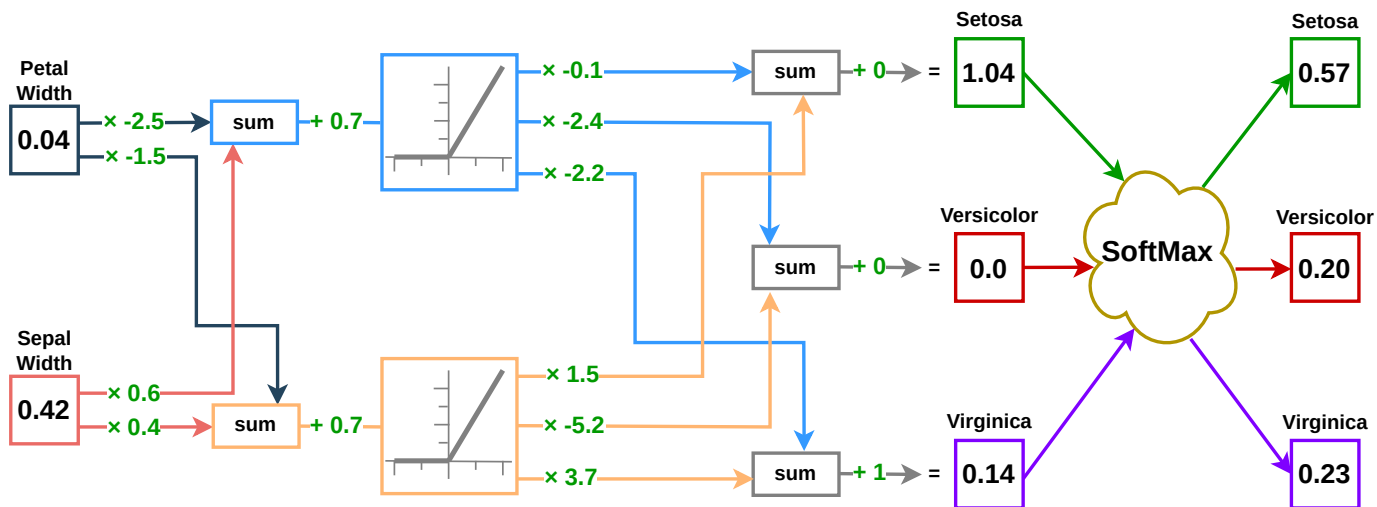 Petal
Width
0.04
× -2.5
× -1.5
sum
+ 0.7
× -0.1
× -2.4
× -2.2
sum
+ 0
=
Setosa
1.04
Setosa
0.57
sum
+ 0
=
Versicolor
0.0
SoftMax
Versicolor
0.20
Sepal
Width
0.42
× 0.6
× 0.4
sum
+ 0.7
× 1.5
× -5.2
× 3.7
sum
+ 1
=
Virginica
0.14
Virginica
0.23